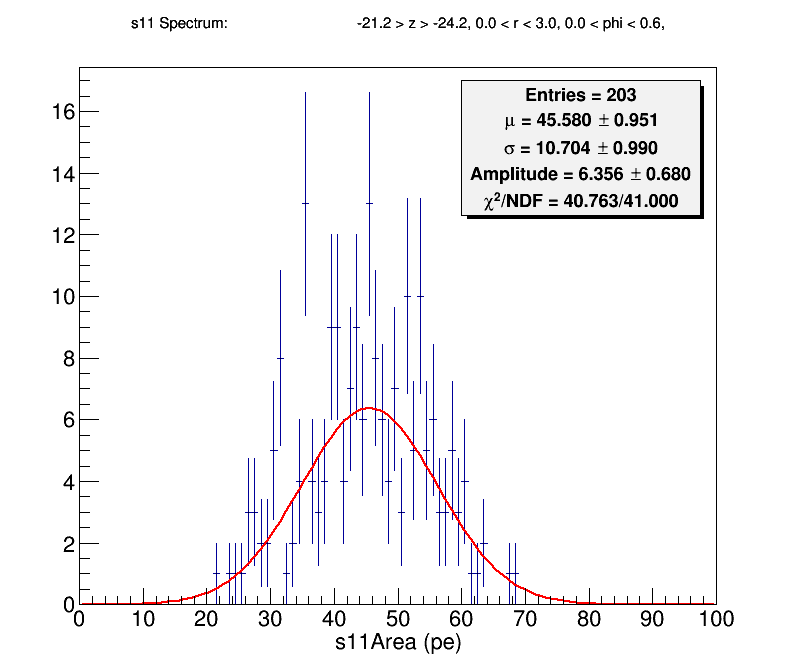 s11 Spectrum: -21.2 > z > -24.2, 0.0 < r < 3.0, 0.0 < phi < 0.6,
Entries = 203
μ = 45.580 ± 0.951
σ = 10.704 ± 0.990
Amplitude = 6.356 ± 0.680
χ²/NDF = 40.763/41.000
16
14
12
10
8
6
4
2
0
0 10 20 30 40 50 60 70 80 90 100
s11Area (pe)